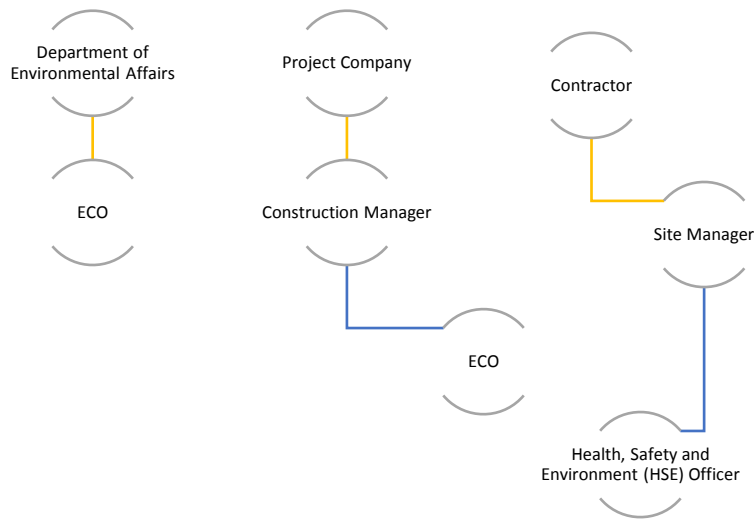 Department of
Environmental Affairs
ECO
Project Company
Construction Manager
ECO
Contractor
Site Manager
Health, Safety and
Environment (HSE) Officer